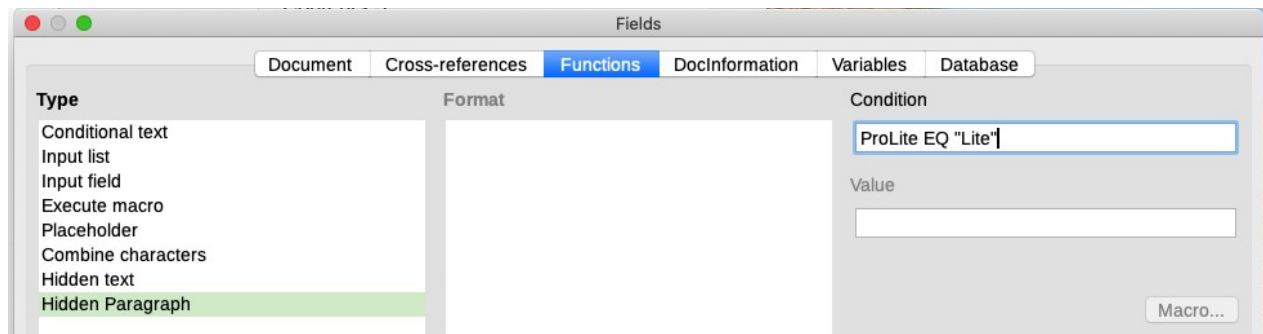 Fields
Document Cross-references Functions DocInformation Variables Database
Type Format Condition
Conditional text
ProLite EQ "Lite"
Input list
Input field
Value
Execute macro
Placeholder
Combine characters
Hidden text
Hidden Paragraph
Macro...